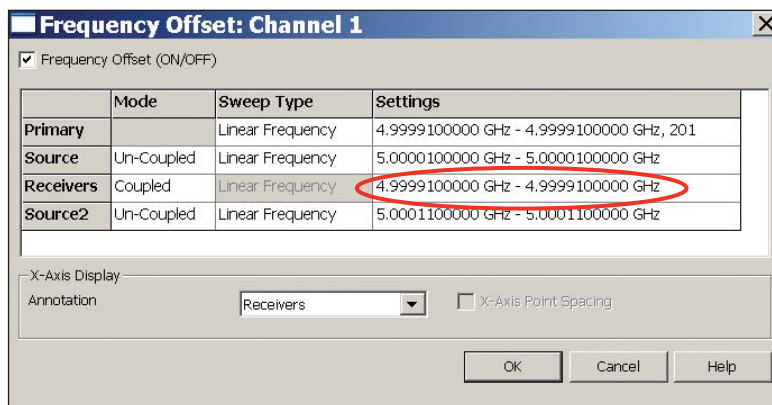 Frequency Offset: Channel 1
Frequency Offset (ON/OFF)
Mode Sweep Type Settings
Primary Linear Frequency 4.9999100000 GHz - 4.9999100000 GHz, 201
Source Un-Coupled Linear Frequency 5.0000100000 GHz - 5.0000100000 GHz
Receivers Coupled Linear Frequency 4.9999100000 GHz - 4.9999100000 GHz
Source2 Un-Coupled Linear Frequency 5.0001100000 GHz - 5.0001100000 GHz
X-Axis Display
Annotation Receivers X-Axis Point Spacing
OK Cancel Help